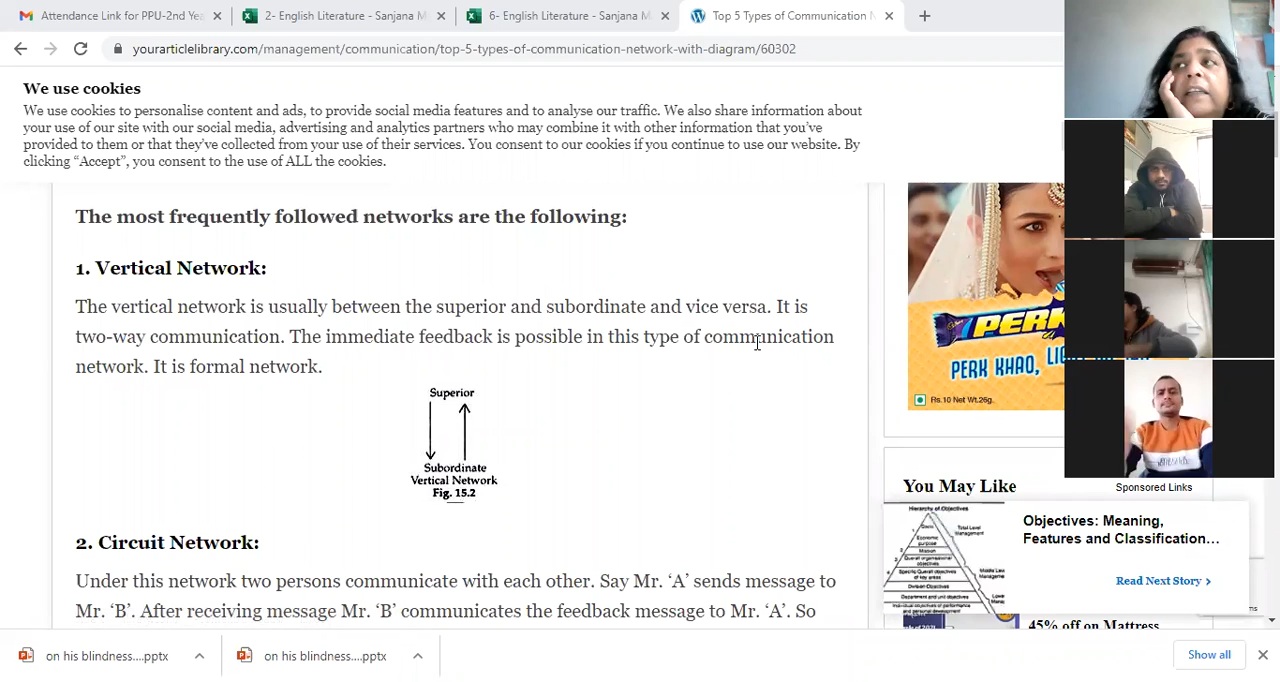 Attendance Link for PPU-2nd Yea
2- English Literature - Sanjana M
6- English Literature - Sanjana M
Top 5 Types of Communication N
yourarticlelibrary.com/management/communication/top-5-types-of-communication-network-with-diagram/60302
We use cookies
We use cookies to personalise content and ads, to provide social media features and to analyse our traffic. We also share information about
your use of our site with our social media, advertising and analytics partners who may combine it with other information that you’ve
provided to them or that they’ve collected from your use of their services. You consent to our cookies if you continue to use our website. By
clicking “Accept”, you consent to the use of ALL the cookies.
The most frequently followed networks are the following:
1. Vertical Network:
The vertical network is usually between the superior and subordinate and vice versa. It is
two-way communication. The immediate feedback is possible in this type of communication
network. It is formal network.
Superior
Subordinate
Vertical Network
Fig. 15.2
2. Circuit Network:
Under this network two persons communicate with each other. Say Mr. ‘A’ sends message to
Mr. ‘B’. After receiving message Mr. ‘B’ communicates the feedback message to Mr. ‘A’. So
PERK
PERK KHAO,
Rs.10 Net Wt.26g.
You May Like
Sponsored Links
Hierarchy of Objectives
Objectives: Meaning,
Features and Classification...
Read Next Story
45% off on Mattress
on his blindness....pptx
on his blindness....pptx
Show all